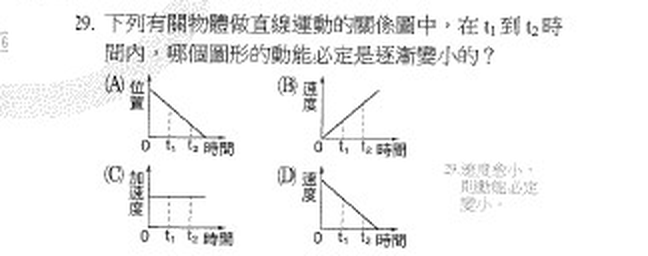 29. 下列有關物體做直線運動的關係圖中，在 t₁ 到 t₂ 時
間內，哪個圖形的動能必定是逐漸變小的？
(A) 位置 0 t₁ t₂ 時間
(B) 速度 0 t₁ t₂ 時間
(C) 加速度 0 t₁ t₂ 時間
(D) 速度 0 t₁ t₂ 時間
29.速度愈小，
則動能必定
變小。